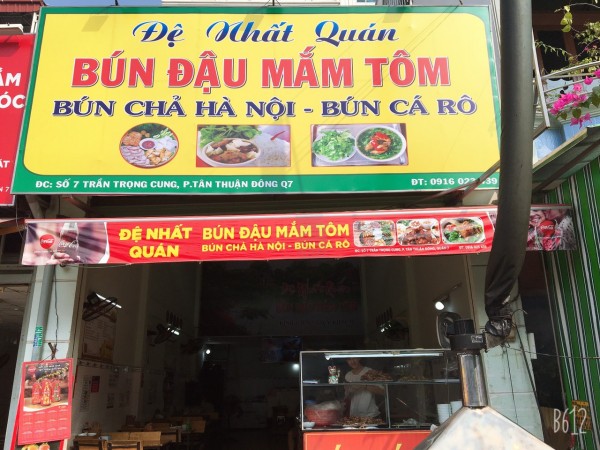 Đệ Nhất Quán
BÚN ĐẬU MẮM TÔM
BÚN CHẢ HÀ NỘI - BÚN CÁ RÔ
ĐC: SỐ 7 TRẦN TRỌNG CUNG, P.TÂN THUẬN ĐÔNG Q7
ĐT: 0916 02
39
ĐỆ NHẤT
QUÁN
BÚN ĐẬU MẮM TÔM
BÚN CHẢ HÀ NỘI - BÚN CÁ RÔ
B612